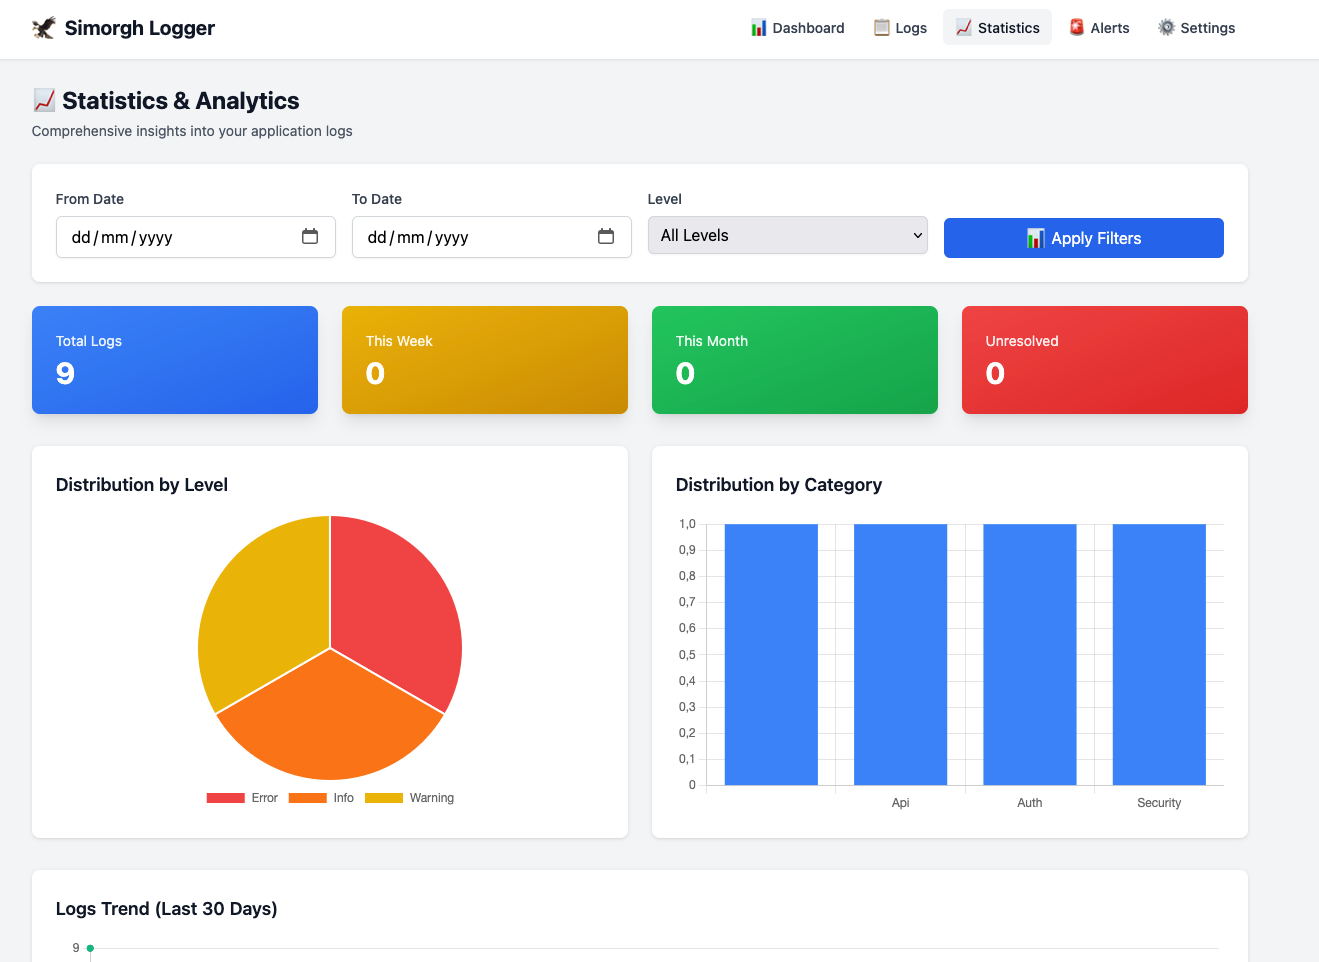 Simorgh Logger
Dashboard
Logs
Statistics
Alerts
Settings
Statistics & Analytics
Comprehensive insights into your application logs
From Date
To Date
Level
dd/mm/yyyy
dd/mm/yyyy
All Levels
Apply Filters
Total Logs
9
This Week
0
This Month
0
Unresolved
0
Distribution by Level
Error
Info
Warning
Distribution by Category
1,0
0,9
0,8
0,7
0,6
0,5
0,4
0,3
0,2
0,1
0
Api
Auth
Security
Logs Trend (Last 30 Days)
9